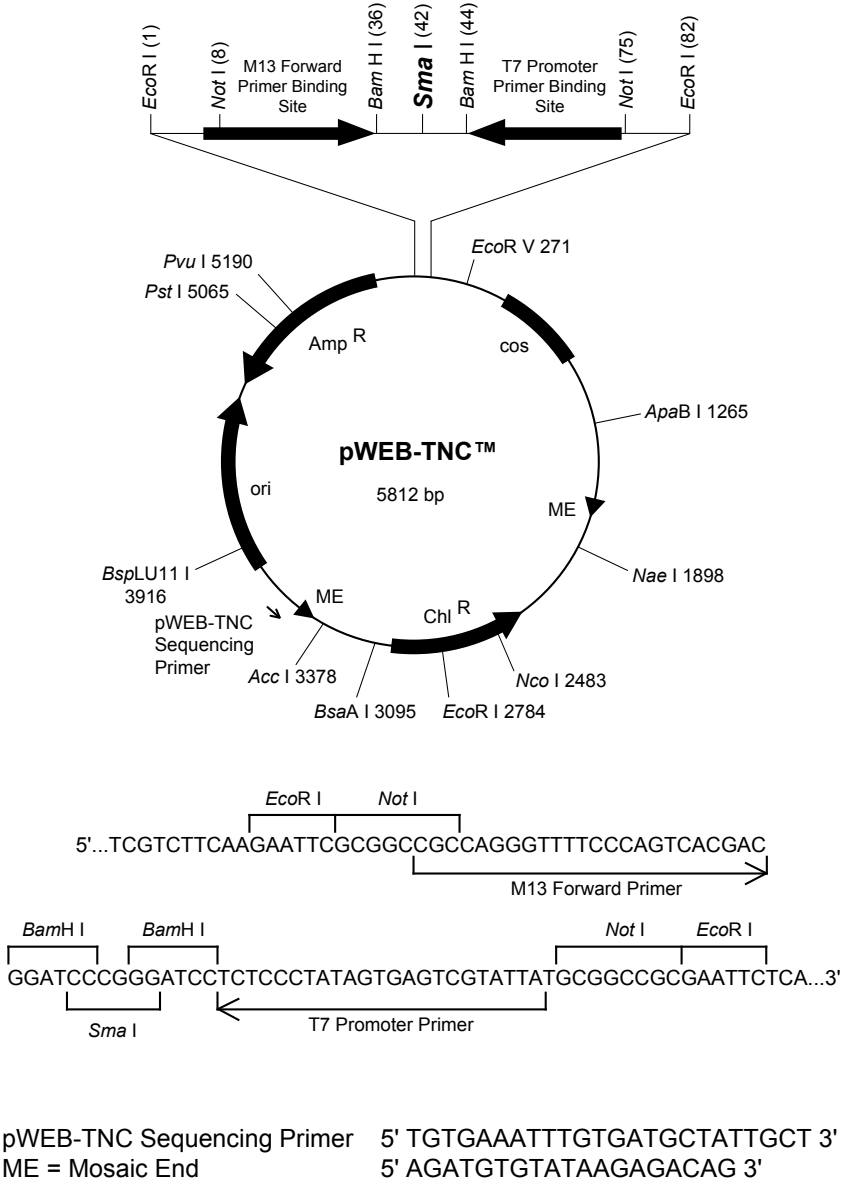 EcoR I (1)
Not I (8)
M13 Forward
Primer Binding
Site
Bam H I (36)
Sma I (42)
Bam H I (44)
T7 Promoter
Primer Binding
Site
Not I (75)
EcoR I (82)
EcoR V 271
Pvu I 5190
Pst I 5065
Amp R
cos
ApaB I 1265
pWEB-TNC™
5812 bp
ori
ME
BspLU11 I
3916
ME
Nae I 1898
pWEB-TNC
Sequencing
Primer
Chl R
Acc I 3378
Nco I 2483
BsaA I 3095
EcoR I 2784
EcoR I
Not I
5'...TCGTCTTCAAGAATTCGCGGCCGCCAGGGTTTTCCCAGTCACGAC
M13 Forward Primer
BamH I
BamH I
Not I
EcoR I
GGATCCCGGGATCCTCTCCCTATAGTGAGTCGTATTATGCGGCCGCGAATTCTCA...3'
Sma I
T7 Promoter Primer
pWEB-TNC Sequencing Primer 5' TGTGAAATTTGTGATGCTATTGCT 3'
ME = Mosaic End 5' AGATGTGTATAAGAGACAG 3'